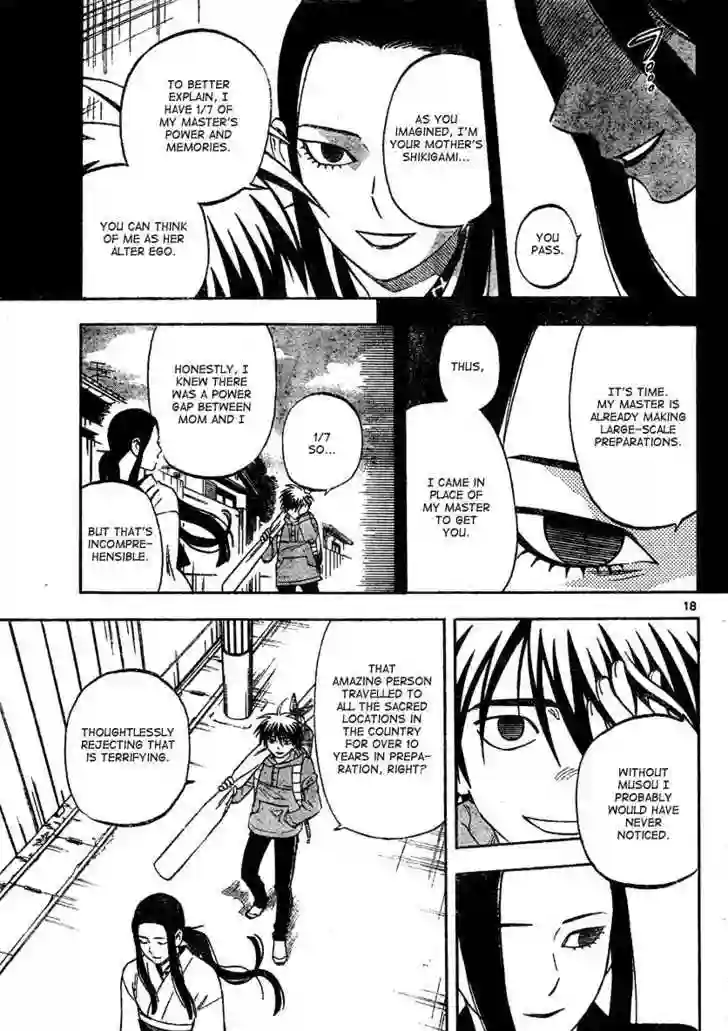 フ...
YOU
PASS.
AS YOU
IMAGINED, I'M
YOUR MOTHER'S
SHIKIGAMI...
TO BETTER
EXPLAIN, I
HAVE 1/7 OF
MY MASTER'S
POWER AND
MEMORIES.
YOU CAN THINK
OF ME AS HER
ALTER EGO.
IT'S TIME.
MY MASTER IS
ALREADY MAKING
LARGE-SCALE
PREPARATIONS.
THUS,
I CAME IN
PLACE OF
MY MASTER
TO GET
YOU.
1/7
SO...
HONESTLY, I
KNEW THERE
WAS A POWER
GAP BETWEEN
MOM AND I
BUT THAT'S
INCOMPRE-
HENSIBLE.
18
WITHOUT
MUSOU I
PROBABLY
WOULD HAVE
NEVER
NOTICED.
THAT
AMAZING PERSON
TRAVELLED TO
ALL THE SACRED
LOCATIONS IN
THE COUNTRY
FOR OVER 10
YEARS IN PREPA-
RATION, RIGHT?
THOUGHTLESSLY
REJECTING THAT
IS TERRIFYING.